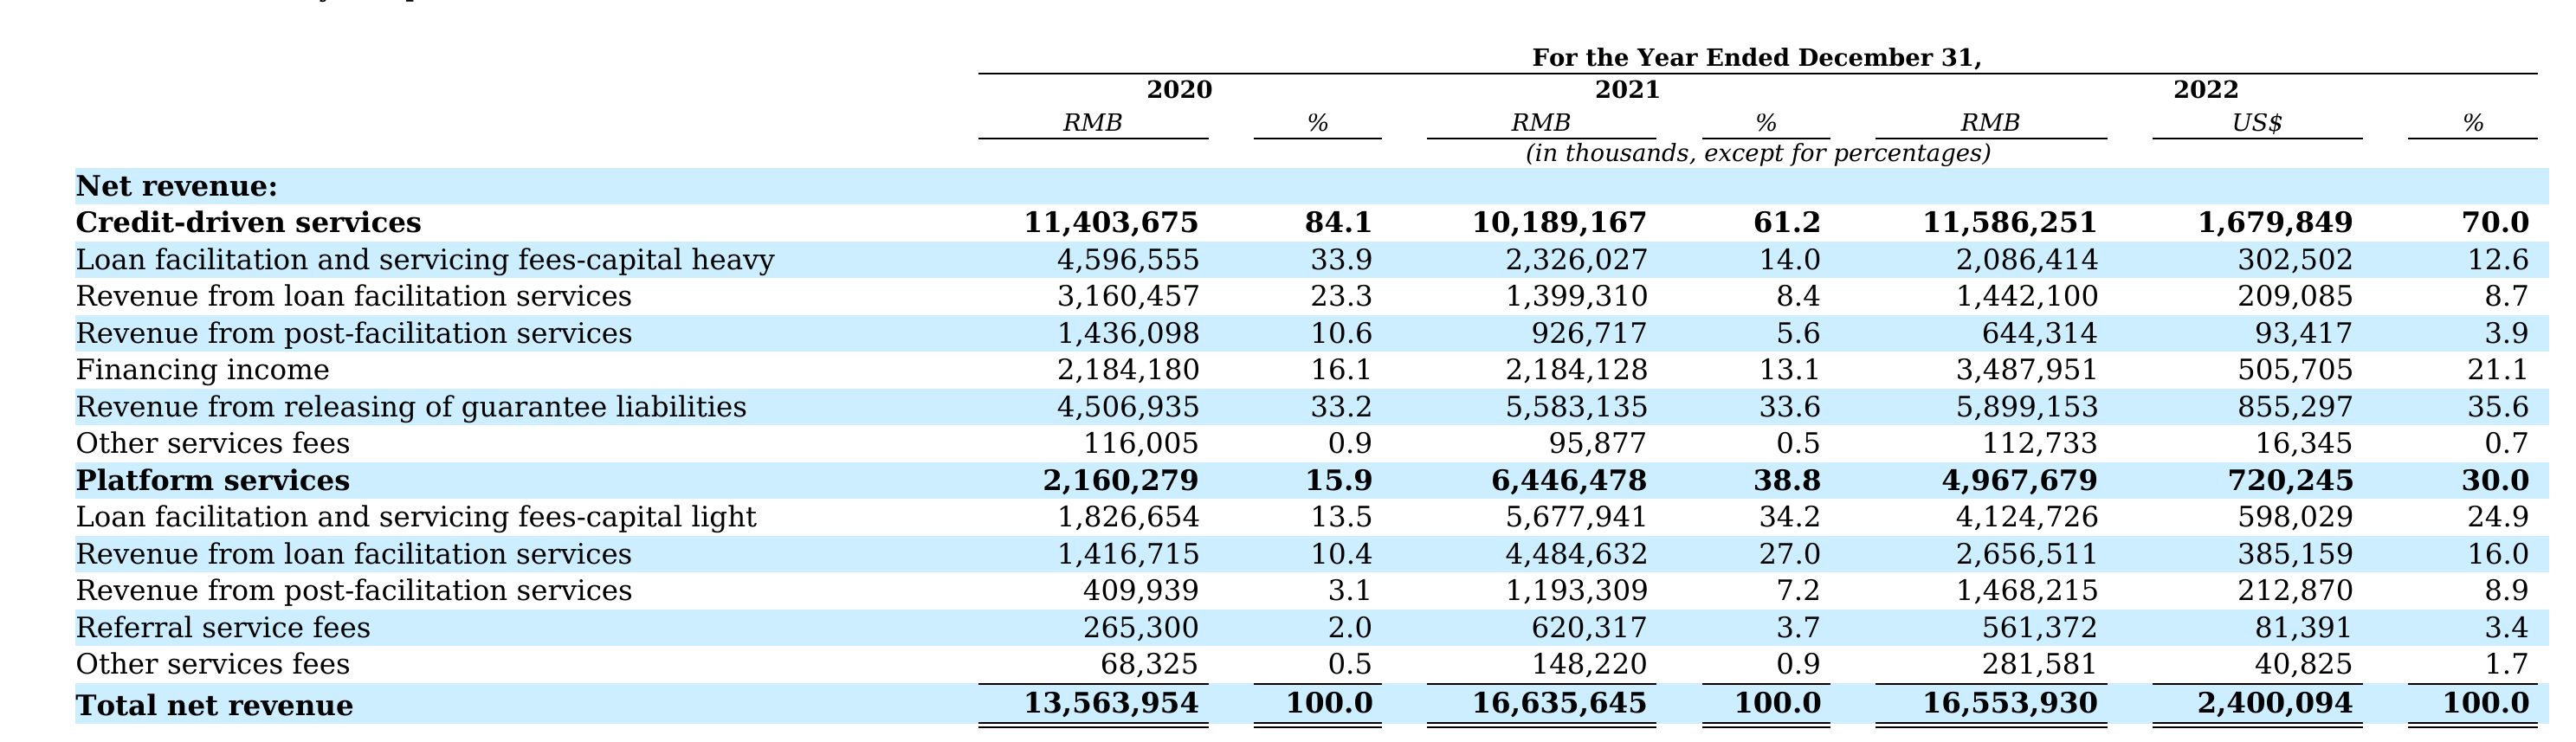 For the Year Ended December 31,
2020 2021 2022
RMB % RMB % RMB US$ %
(in thousands, except for percentages)
Net revenue:
Credit-driven services 11,403,675 84.1 10,189,167 61.2 11,586,251 1,679,849 70.0
Loan facilitation and servicing fees-capital heavy 4,596,555 33.9 2,326,027 14.0 2,086,414 302,502 12.6
Revenue from loan facilitation services 3,160,457 23.3 1,399,310 8.4 1,442,100 209,085 8.7
Revenue from post-facilitation services 1,436,098 10.6 926,717 5.6 644,314 93,417 3.9
Financing income 2,184,180 16.1 2,184,128 13.1 3,487,951 505,705 21.1
Revenue from releasing of guarantee liabilities 4,506,935 33.2 5,583,135 33.6 5,899,153 855,297 35.6
Other services fees 116,005 0.9 95,877 0.5 112,733 16,345 0.7
Platform services 2,160,279 15.9 6,446,478 38.8 4,967,679 720,245 30.0
Loan facilitation and servicing fees-capital light 1,826,654 13.5 5,677,941 34.2 4,124,726 598,029 24.9
Revenue from loan facilitation services 1,416,715 10.4 4,484,632 27.0 2,656,511 385,159 16.0
Revenue from post-facilitation services 409,939 3.1 1,193,309 7.2 1,468,215 212,870 8.9
Referral service fees 265,300 2.0 620,317 3.7 561,372 81,391 3.4
Other services fees 68,325 0.5 148,220 0.9 281,581 40,825 1.7
Total net revenue 13,563,954 100.0 16,635,645 100.0 16,553,930 2,400,094 100.0